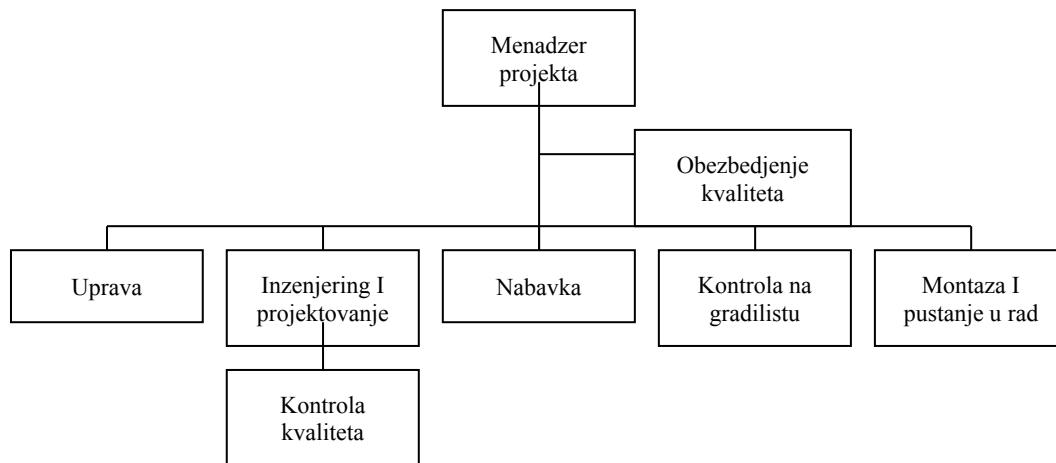 Menadzer
projekta
Obezbedjenje
kvaliteta
Uprava
Inzenjering I
projektovanje
Nabavka
Kontrola na
gradilistu
Montaza I
pustanje u rad
Kontrola
kvaliteta